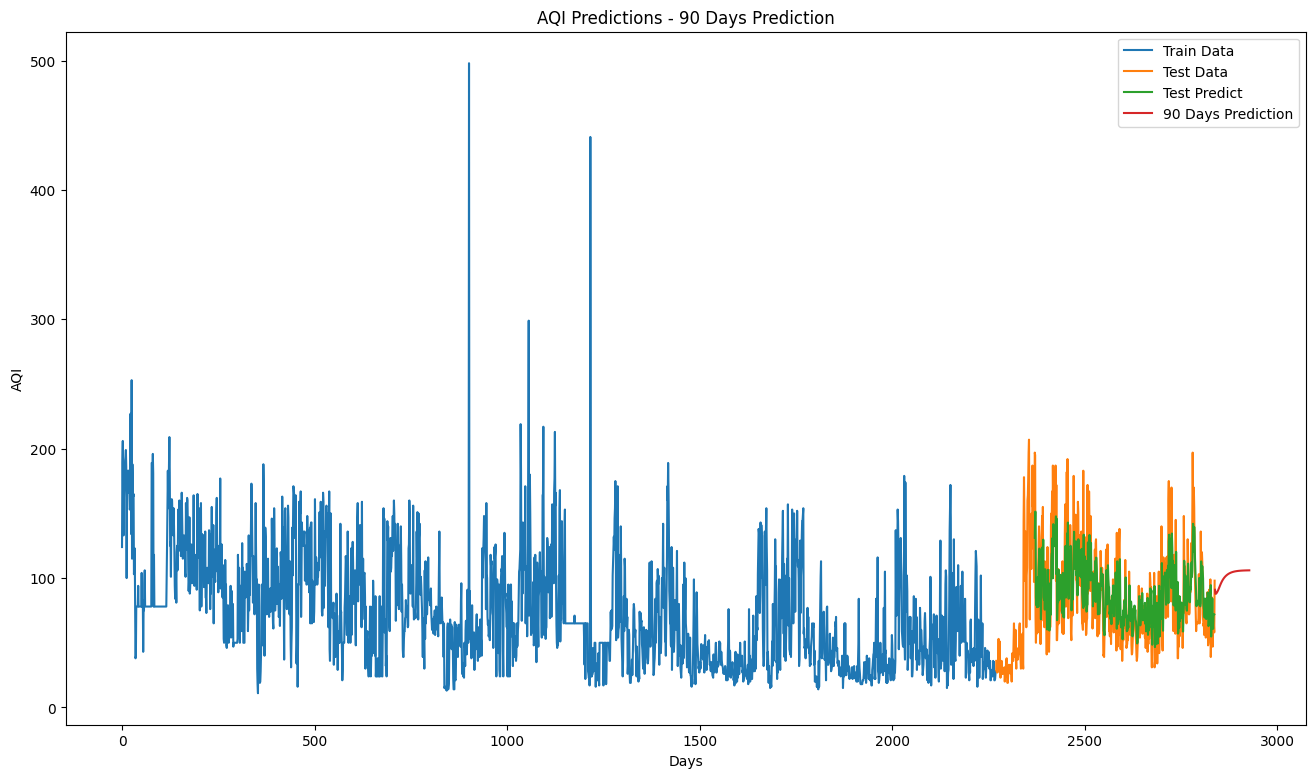 AQI Predictions - 90 Days Prediction
Train Data
Test Data
Test Predict
90 Days Prediction
500
400
300
200
100
0
AQI
0 500 1000 1500 2000 2500 3000
Days